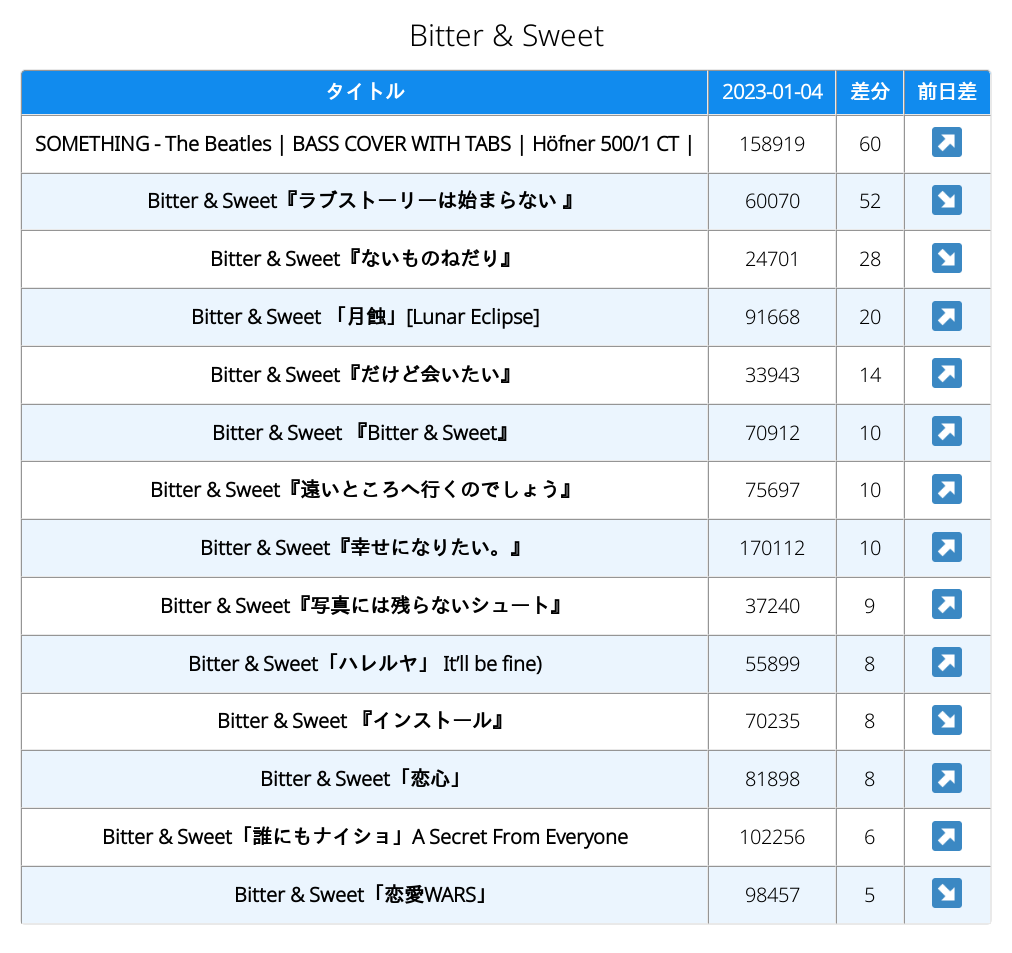 Bitter & Sweet
タイトル 2023-01-04 差分 前日差
SOMETHING - The Beatles | BASS COVER WITH TABS | Höfner 500/1 CT | 158919 60 ↗
Bitter & Sweet『ラブストーリーは始まらない 』 60070 52 ↘
Bitter & Sweet『ないものねだり』 24701 28 ↘
Bitter & Sweet 「月蝕」[Lunar Eclipse] 91668 20 ↗
Bitter & Sweet『だけど会いたい』 33943 14 ↗
Bitter & Sweet 『Bitter & Sweet』 70912 10 ↗
Bitter & Sweet『遠いところへ行くのでしょう』 75697 10 ↗
Bitter & Sweet『幸せになりたい。』 170112 10 ↗
Bitter & Sweet『写真には残らないシュート』 37240 9 ↗
Bitter & Sweet「ハレルヤ」 It’ll be fine) 55899 8 ↗
Bitter & Sweet 『インストール』 70235 8 ↘
Bitter & Sweet「恋心」 81898 8 ↗
Bitter & Sweet「誰にもナイショ」A Secret From Everyone 102256 6 ↗
Bitter & Sweet「恋愛WARS」 98457 5 ↘